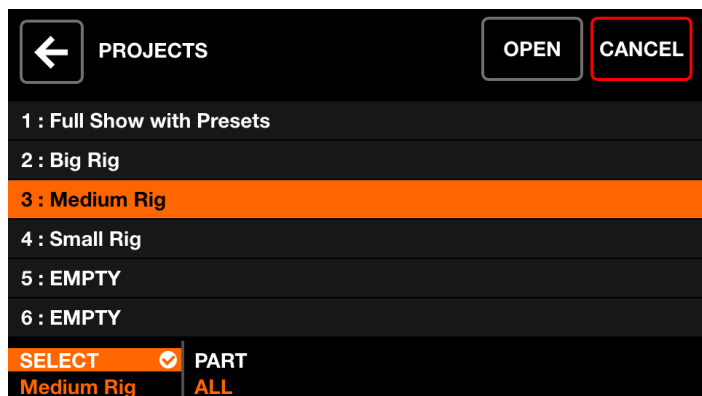 PROJECTS
OPEN
CANCEL
1 : Full Show with Presets
2 : Big Rig
3 : Medium Rig
4 : Small Rig
5 : EMPTY
6 : EMPTY
SELECT
PART
Medium Rig
ALL